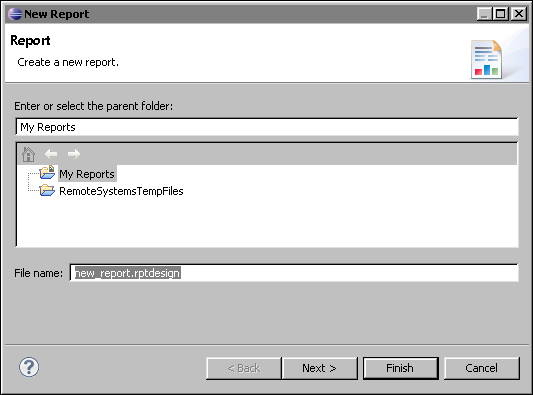 New Report
Report
Create a new report.
Enter or select the parent folder:
My Reports
My Reports
RemoteSystemsTempFiles
File name: new_report.rptdesign
? < Back Next > Finish Cancel